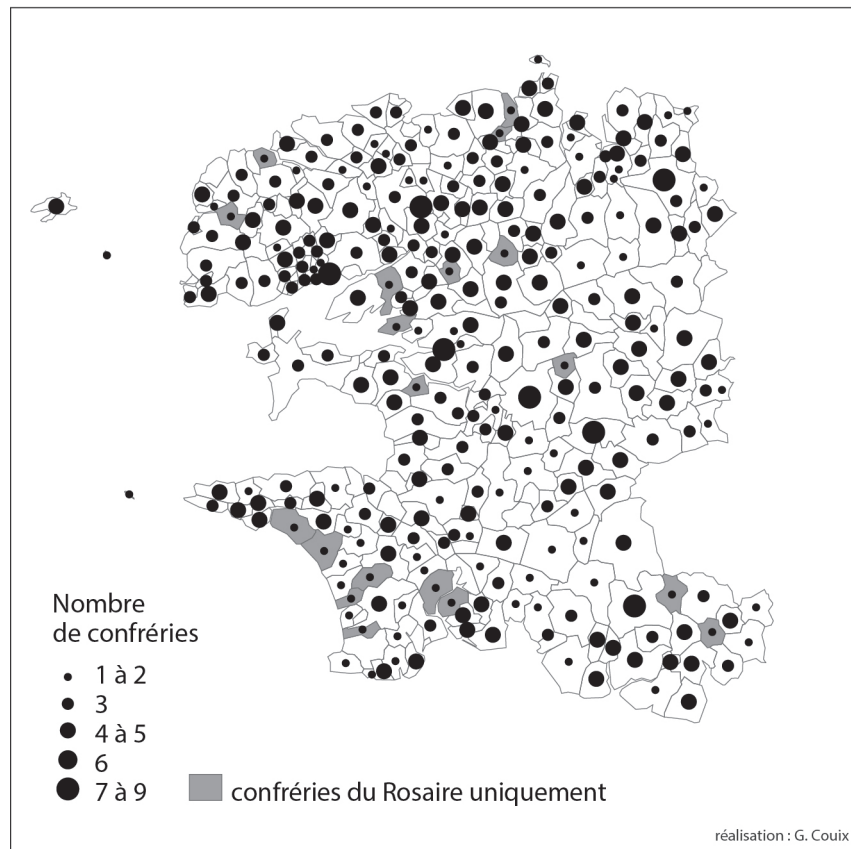 Nombre
de confréries
1 à 2
3
4 à 5
6
7 à 9
confréries du Rosaire uniquement
réalisation : G. Couix